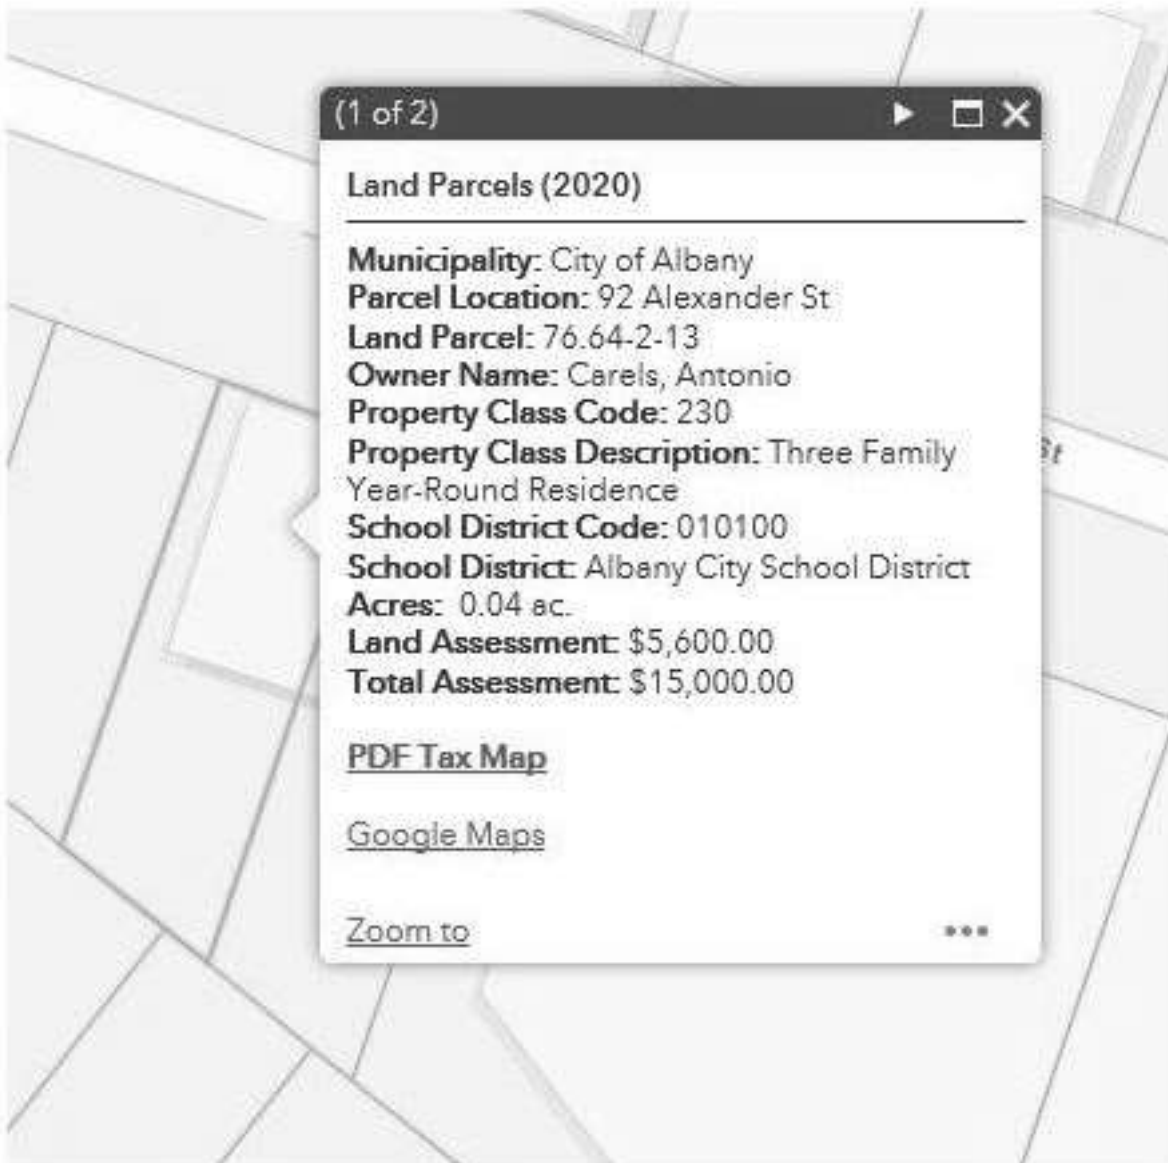 (1 of 2)
Land Parcels (2020)
Municipality: City of Albany
Parcel Location: 92 Alexander St
Land Parcel: 76.64-2-13
Owner Name: Carels, Antonio
Property Class Code: 230
Property Class Description: Three Family
Year-Round Residence
School District Code: 010100
School District: Albany City School District
Acres: 0.04 ac.
Land Assessment: $5,600.00
Total Assessment: $15,000.00
St
PDF Tax Map
Google Maps
Zoom to